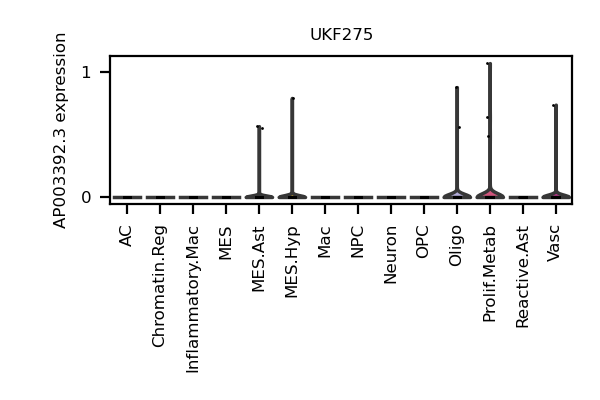 UKF275
AP003392.3 expression
1
0
AC
Chromatin.Reg
Inflammatory.Mac
MES
MES.Ast
MES.Hyp
Mac
NPC
Neuron
OPC
Oligo
Prolif.Metab
Reactive.Ast
Vasc